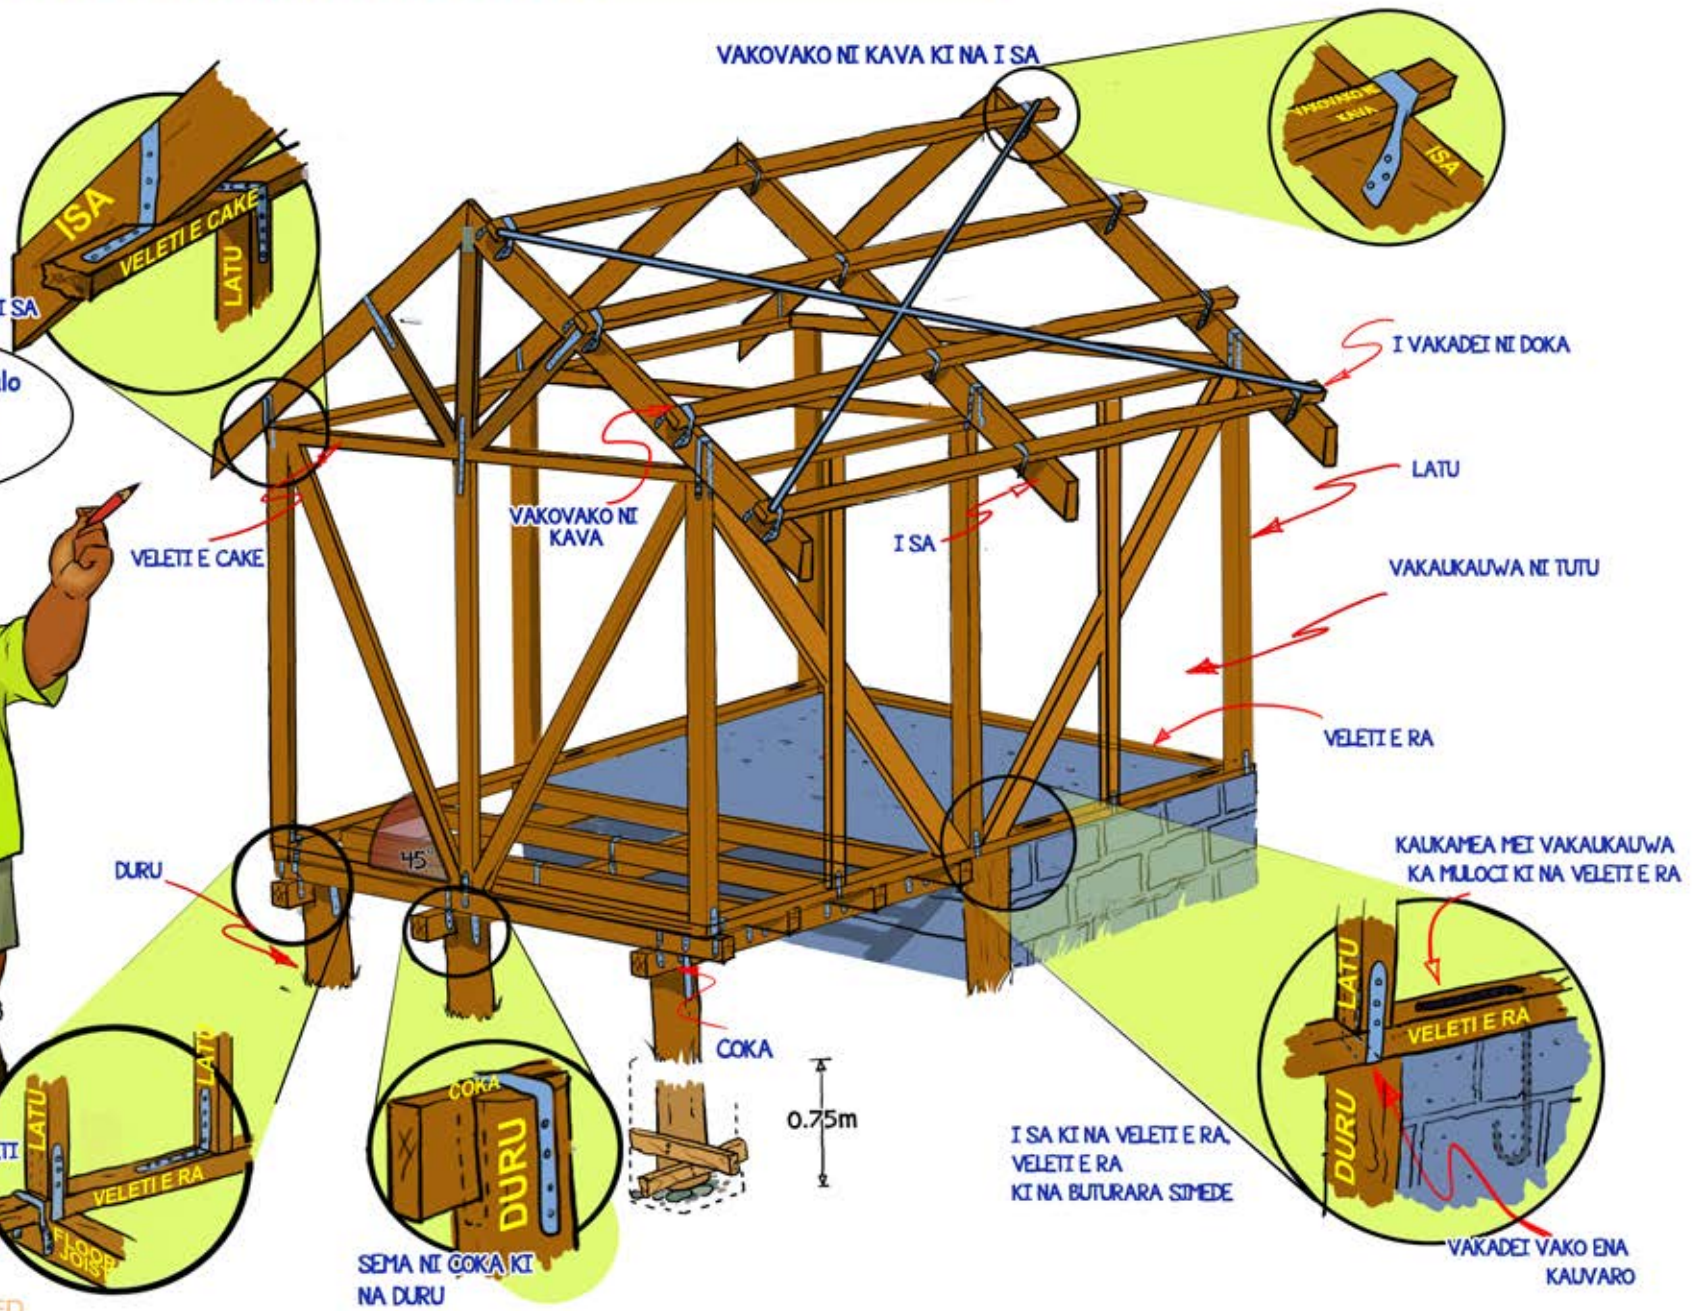 VAKOVAKO NI KAVA KI NA I SA
VAKOVAKO NI
KAVA
ISA
ISA
VELETI E CAKE
LATU
I SA
I VAKADEI NI DOKA
LATU
VAKOVAKO NI
KAVA
I SA
VELETI E CAKE
VAKAUKAUWA NI TUTU
VELETI E RA
45°
DURU
KAUKAMEA MEI VAKAUKAUWA
KA MULOCI KI NA VELETI E RA
LATU
VELETI E RA
DURU
COKA
0.75m
LATU
LATU
VELETI E RA
FLOOR
JOIST
COKA
DURU
I SA KI NA VELETI E RA,
VELETI E RA
KI NA BUTURARA SIMEDE
SEMA NI COKA KI
NA DURU
VAKADEI VAKO ENA
KAUVARO